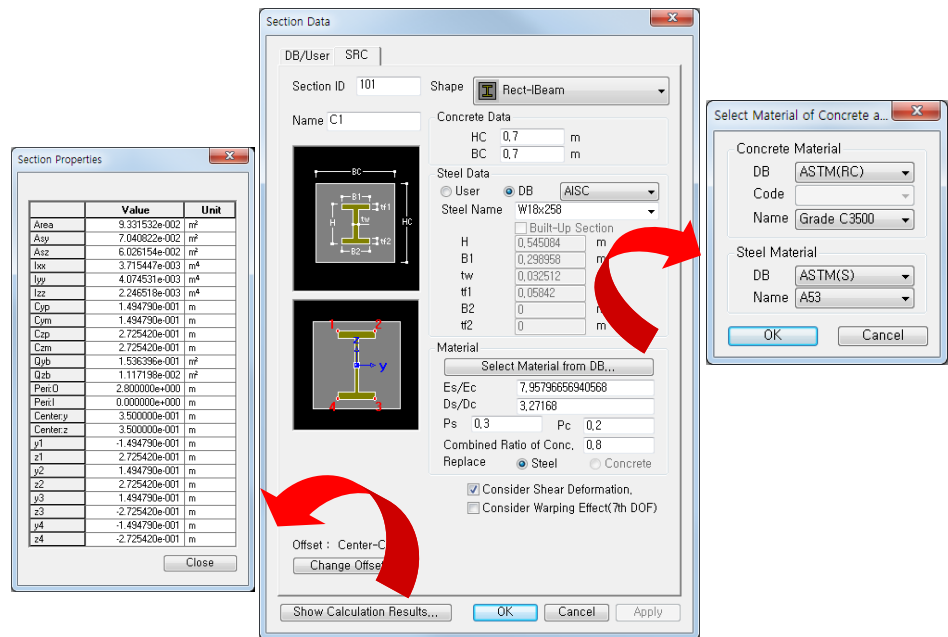 Section Properties
Value Unit
Area 9.331532e-002 m²
Asy 7.040822e-002 m²
Asz 6.026154e-002 m²
Ixx 3.715447e-003 m⁴
Iyy 4.074531e-003 m⁴
Izz 2.246518e-003 m⁴
Cyp 1.494790e-001 m
Cym 1.494790e-001 m
Czp 2.725420e-001 m
Czm 2.725420e-001 m
Qyb 1.536396e-001 m²
Qzb 1.117198e-002 m²
Peri:O 2.800000e+000 m
Peri:I 0.000000e+000 m
Center:y 3.500000e-001 m
Center:z 3.500000e-001 m
y1 -1.494790e-001 m
z1 2.725420e-001 m
y2 1.494790e-001 m
z2 2.725420e-001 m
y3 1.494790e-001 m
z3 -2.725420e-001 m
y4 -1.494790e-001 m
z4 -2.725420e-001 m
Close
Section Data
DB/User SRC
Section ID 101
Name C1
BC
B1
tf1
H tw HC
tf2
B2
1 2
z
y
4 3
Offset : Center-C
Change Offset
Shape Rect-IBeam
Concrete Data
HC 0,7 m
BC 0,7 m
Steel Data
User DB AISC
Steel Name W18x258
Built-Up Section
H 0,545084 m
B1 0,298958 m
tw 0,032512
tf1 0,05842
B2 0 m
tf2 0 m
Material
Select Material from DB,,,
Es/Ec 7,95796656940568
Ds/Dc 3,27168
Ps 0,3 Pc 0,2
Combined Ratio of Conc, 0,8
Replace Steel Concrete
Consider Shear Deformation,
Consider Warping Effect(7th DOF)
Show Calculation Results,,, OK Cancel Apply
Select Material of Concrete a...
Concrete Material
DB ASTM(RC)
Code
Name Grade C3500
Steel Material
DB ASTM(S)
Name A53
OK Cancel